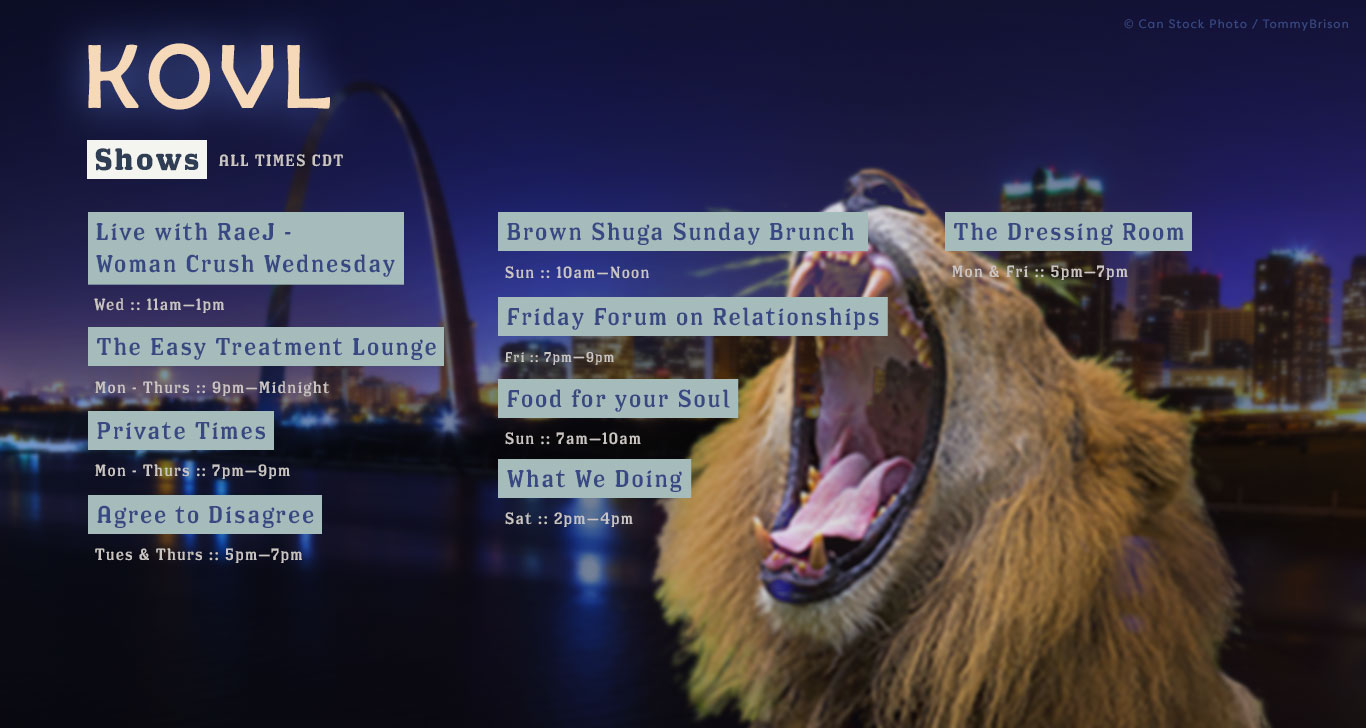 © Can Stock Photo / TommyBrison
KOVL
Shows ALL TIMES CDT
Live with RaeJ -
Woman Crush Wednesday
Wed :: 11am—1pm
The Easy Treatment Lounge
Mon - Thurs :: 9pm—Midnight
Private Times
Mon - Thurs :: 7pm—9pm
Agree to Disagree
Tues & Thurs :: 5pm—7pm
Brown Shuga Sunday Brunch
Sun :: 10am—Noon
Friday Forum on Relationships
Fri :: 7pm—9pm
Food for your Soul
Sun :: 7am—10am
What We Doing
Sat :: 2pm—4pm
The Dressing Room
Mon & Fri :: 5pm—7pm